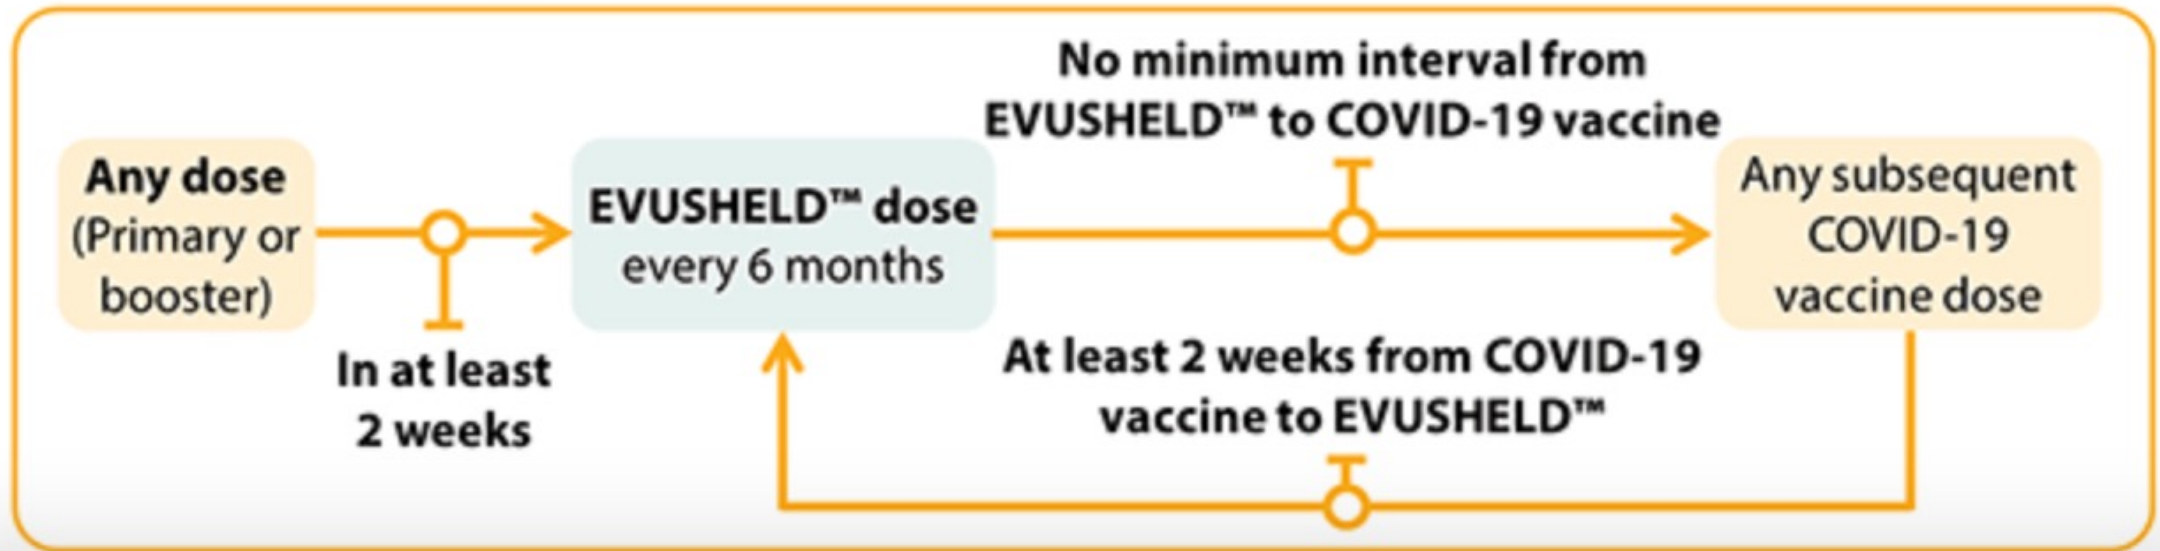 Any dose
(Primary or
booster)
In at least
2 weeks
EVUSHELD™ dose
every 6 months
No minimum interval from
EVUSHELD™ to COVID-19 vaccine
Any subsequent
COVID-19
vaccine dose
At least 2 weeks from COVID-19
vaccine to EVUSHELD™